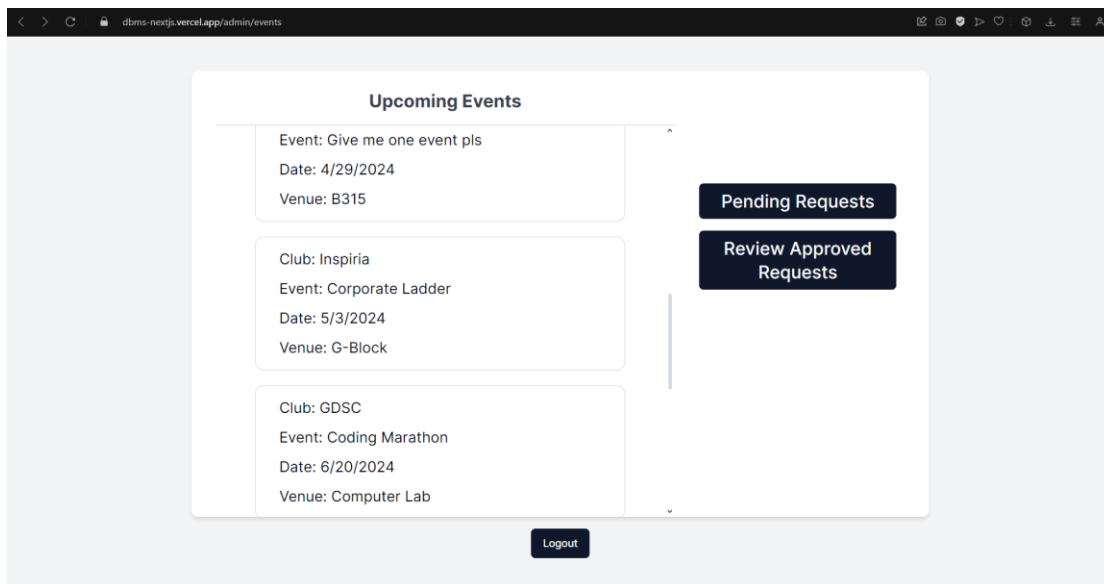 dbms-nextjs.vercel.app/admin/events
Upcoming Events
Event: Give me one event pls
Date: 4/29/2024
Venue: B315
Club: Inspiria
Event: Corporate Ladder
Date: 5/3/2024
Venue: G-Block
Club: GDSC
Event: Coding Marathon
Date: 6/20/2024
Venue: Computer Lab
Pending Requests
Review Approved
Requests
Logout